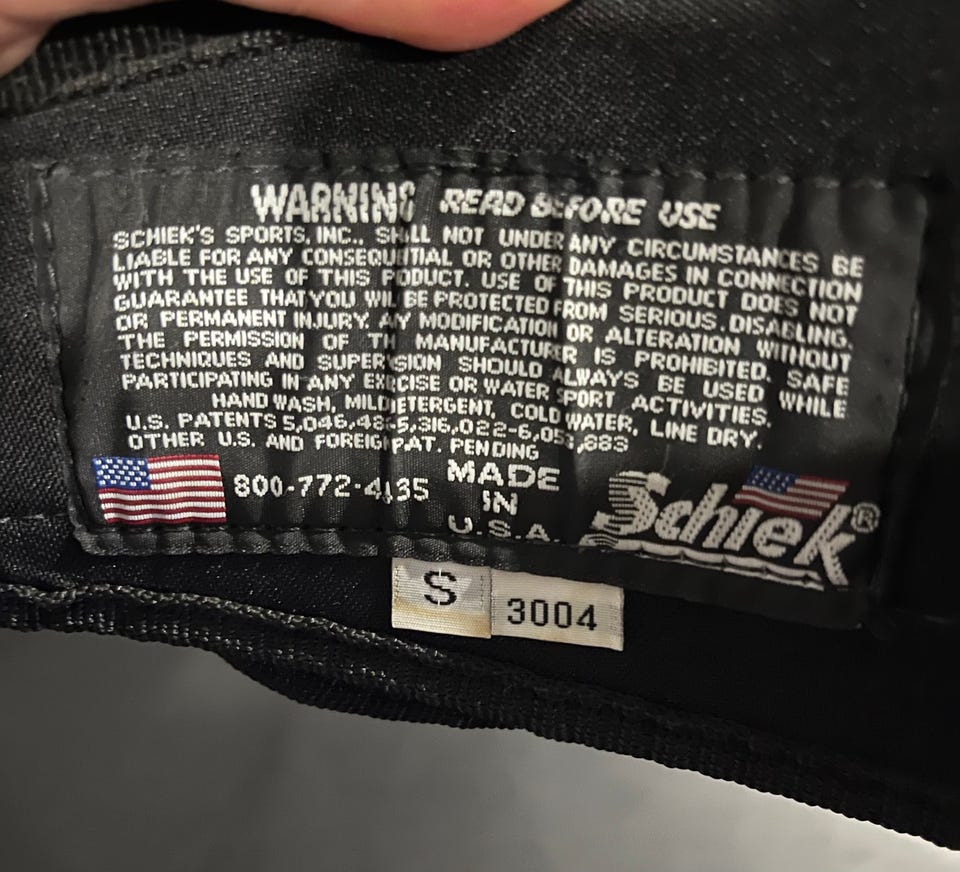 WARNING READ BEFORE USE
SCHIEK'S SPORTS, INC., SHALL NOT UNDER ANY CIRCUMSTANCES BE
LIABLE FOR ANY CONSEQUENTIAL OR OTHER DAMAGES IN CONNECTION
WITH THE USE OF THIS PRODUCT. USE OF THIS PRODUCT DOES NOT
GUARANTEE THAT YOU WILL BE PROTECTED FROM SERIOUS, DISABLING,
OR PERMANENT INJURY. ANY MODIFICATION OR ALTERATION WITHOUT
THE PERMISSION OF THE MANUFACTURER IS PROHIBITED. SAFE
TECHNIQUES AND SUPERVISION SHOULD ALWAYS BE USED WHILE
PARTICIPATING IN ANY EXERCISE OR WATER SPORT ACTIVITIES.
HAND WASH, MILD DETERGENT, COLD WATER, LINE DRY.
U.S. PATENTS 5,316,022
OTHER U.S. AND FOREIGN PAT. PENDING
MADE
IN
U.S.A.
Schiek®
S
3004